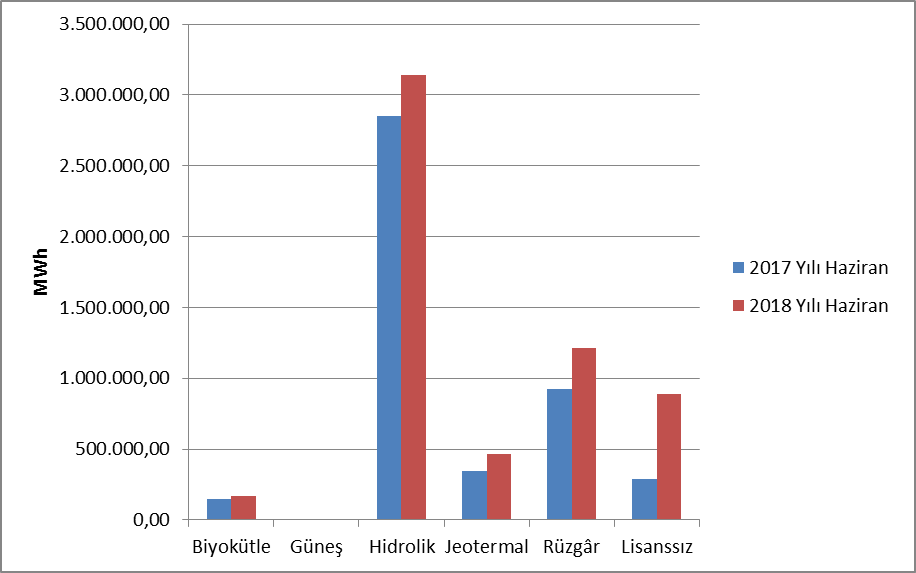 3.500.000,00
3.000.000,00
2.500.000,00
2.000.000,00
1.500.000,00
1.000.000,00
500.000,00
0,00
MWh
Biyokütle Güneş Hidrolik Jeotermal Rüzgâr Lisanssız
2017 Yılı Haziran
2018 Yılı Haziran